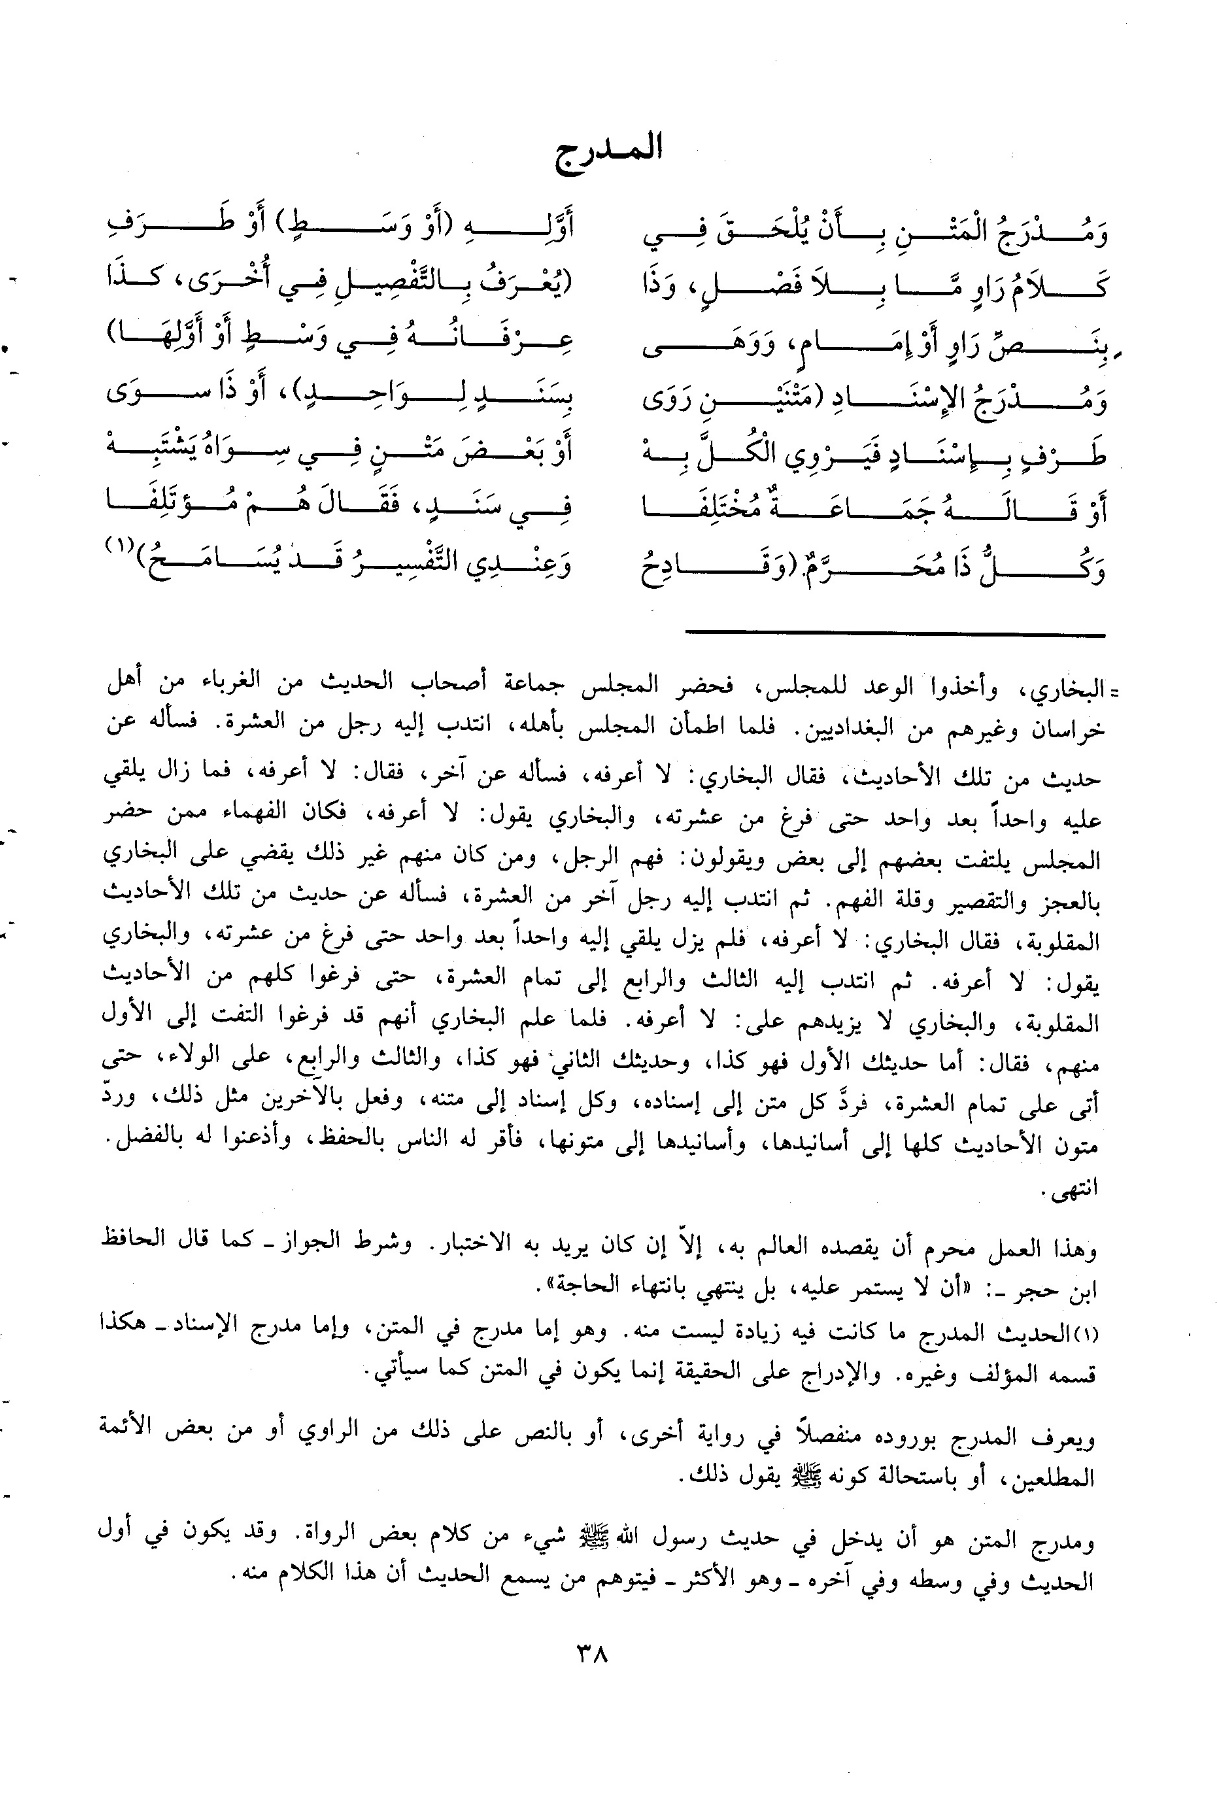 المدرج
وَمُدْرَجُ الْمَتْنِ بِأَنْ يُلْحَقَ فِي أَوَّلِهِ (أَوْ وَسَطٍ) أَوْ طَرَفِ
كَلَامُ رَاوٍ مَّا بِلَا فَصْلٍ، وَذَا (يُعْرَفُ بِالتَّفْصِيلِ فِي أُخْرَى، كَذَا
بِنَصِّ رَاوٍ أَوْ إِمَامٍ، وَوَهَى عِرْفَانُهُ فِي وَسْطٍ أَوْ أَوَّلِهَا)
وَمُدْرَجُ الإِسْنَادِ (مَتْنَيْنِ رَوَى بِسَنَدٍ لِوَاحِدٍ)، أَوْ ذَا سِوَى
طَرْفٍ بِإِسْنَادٍ فَيَرْوِي الْكُلَّ بِهْ أَوْ بَعْضَ مَتْنٍ فِي سِوَاهُ يَشْتَبِهْ
أَوْ قَالَهُ جَمَاعَةٌ مُخْتَلِفَا فِي سَنَدٍ، فَقَالَ هُمْ مُؤْتَلِفَا
وَكُلُّ ذَا مُحَرَّمٌ (وَقَادِحُ وَعِنْدِيَ التَّفْسِيرُ قَدْ يُسَامَحُ)(١)
= البخاري، وأخذوا الوعد للمجلس، فحضر المجلس جماعة أصحاب الحديث من الغرباء من أهل
خراسان وغيرهم من البغداديين. فلما اطمأن المجلس بأهله، انتدب إليه رجل من العشرة. فسأله عن
حديث من تلك الأحاديث، فقال البخاري: لا أعرفه، فسأله عن آخر، فقال: لا أعرفه، فما زال يلقي
عليه واحداً بعد واحد حتى فرغ من عشرته، والبخاري يقول: لا أعرفه، فكان الفهماء ممن حضر
المجلس يلتفت بعضهم إلى بعض ويقولون: فهم الرجل، ومن كان منهم غير ذلك يقضي على البخاري
بالعجز والتقصير وقلة الفهم. ثم انتدب إليه رجل آخر من العشرة، فسأله عن حديث من تلك الأحاديث
المقلوبة، فقال البخاري: لا أعرفه، فلم يزل يلقي إليه واحداً بعد واحد حتى فرغ من عشرته، والبخاري
يقول: لا أعرفه. ثم انتدب إليه الثالث والرابع إلى تمام العشرة، حتى فرغوا كلهم من الأحاديث
المقلوبة، والبخاري لا يزيدهم على: لا أعرفه. فلما علم البخاري أنهم قد فرغوا التفت إلى الأول
منهم، فقال: أما حديثك الأول فهو كذا، وحديثك الثاني فهو كذا، والثالث والرابع، على الولاء، حتى
أتى على تمام العشرة، فردَّ كل متن إلى إسناده، وكل إسناد إلى متنه، وفعل بالآخرين مثل ذلك، وردّ
متون الأحاديث كلها إلى أسانيدها، وأسانيدها إلى متونها، فأقر له الناس بالحفظ، وأذعنوا له بالفضل.
انتهى.
وهذا العمل محرم أن يقصده العالم به، إلاّ إن كان يريد به الاختبار. وشرط الجواز ـ كما قال الحافظ
ابن حجر ـ: «أن لا يستمر عليه، بل ينتهي بانتهاء الحاجة».
(١) الحديث المدرج ما كانت فيه زيادة ليست منه. وهو إما مدرج في المتن، وإما مدرج الإسناد ـ هكذا
قسمه المؤلف وغيره. والإدراج على الحقيقة إنما يكون في المتن كما سيأتي.
ويعرف المدرج بوروده منفصلاً في رواية أخرى، أو بالنص على ذلك من الراوي أو من بعض الأئمة
المطلعين، أو باستحالة كونه ﷺ يقول ذلك.
ومدرج المتن هو أن يدخل في حديث رسول الله ﷺ شيء من كلام بعض الرواة. وقد يكون في أول
الحديث وفي وسطه وفي آخره ـ وهو الأكثر ـ فيتوهم من يسمع الحديث أن هذا الكلام منه.
٣٨